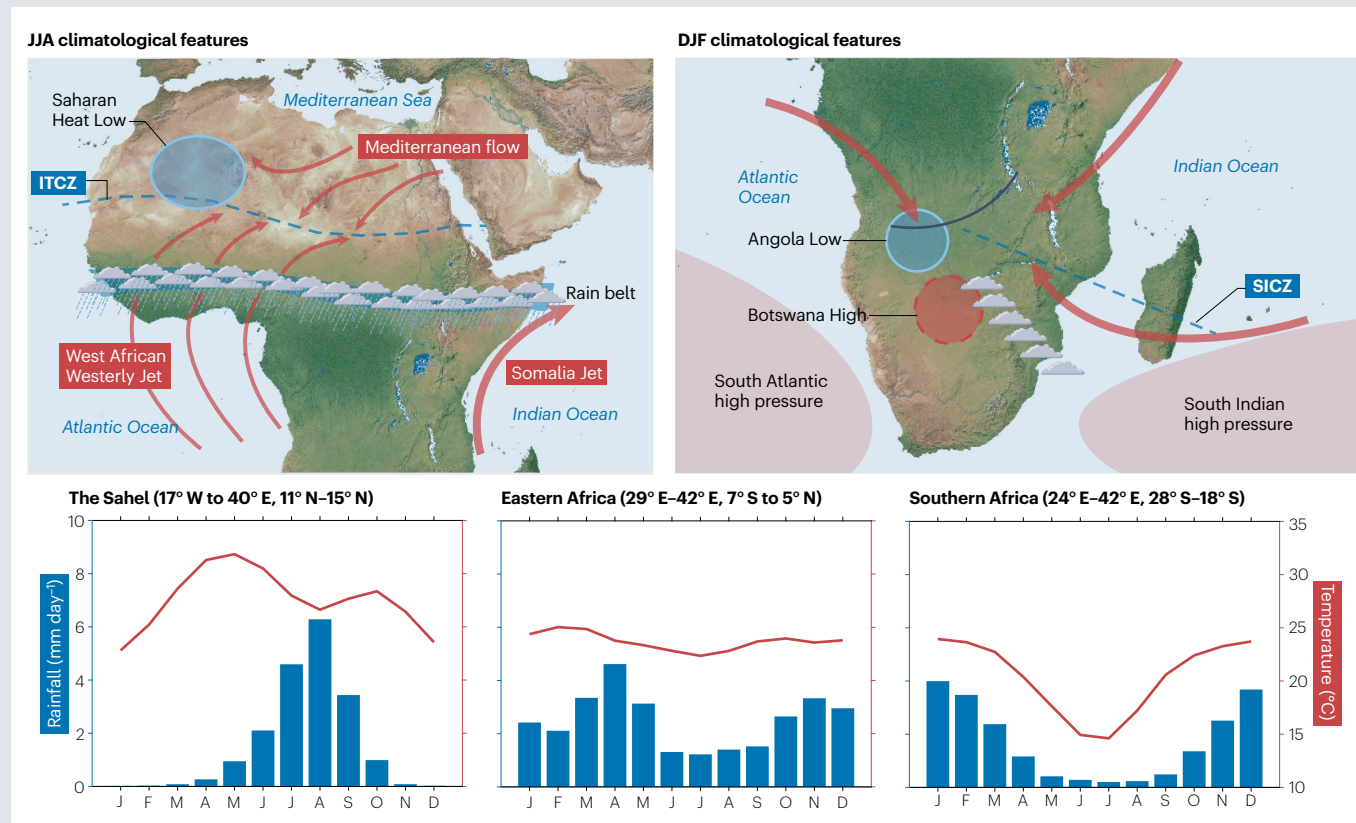 JJA climatological features
Saharan
Heat Low
Mediterranean Sea
Mediterranean flow
ITCZ
Rain belt
West African
Westerly Jet
Somalia Jet
Atlantic Ocean
Indian Ocean
DJF climatological features
Atlantic
Ocean
Indian Ocean
Angola Low
Botswana High
SICZ
South Atlantic
high pressure
South Indian
high pressure
The Sahel (17° W to 40° E, 11° N–15° N)
Rainfall (mm day⁻¹)
10
8
6
4
2
0
J F M A M J J A S O N D
Eastern Africa (29° E–42° E, 7° S to 5° N)
J F M A M J J A S O N D
Southern Africa (24° E–42° E, 28° S–18° S)
35
30
25
20
15
10
Temperature (°C)
J F M A M J J A S O N D